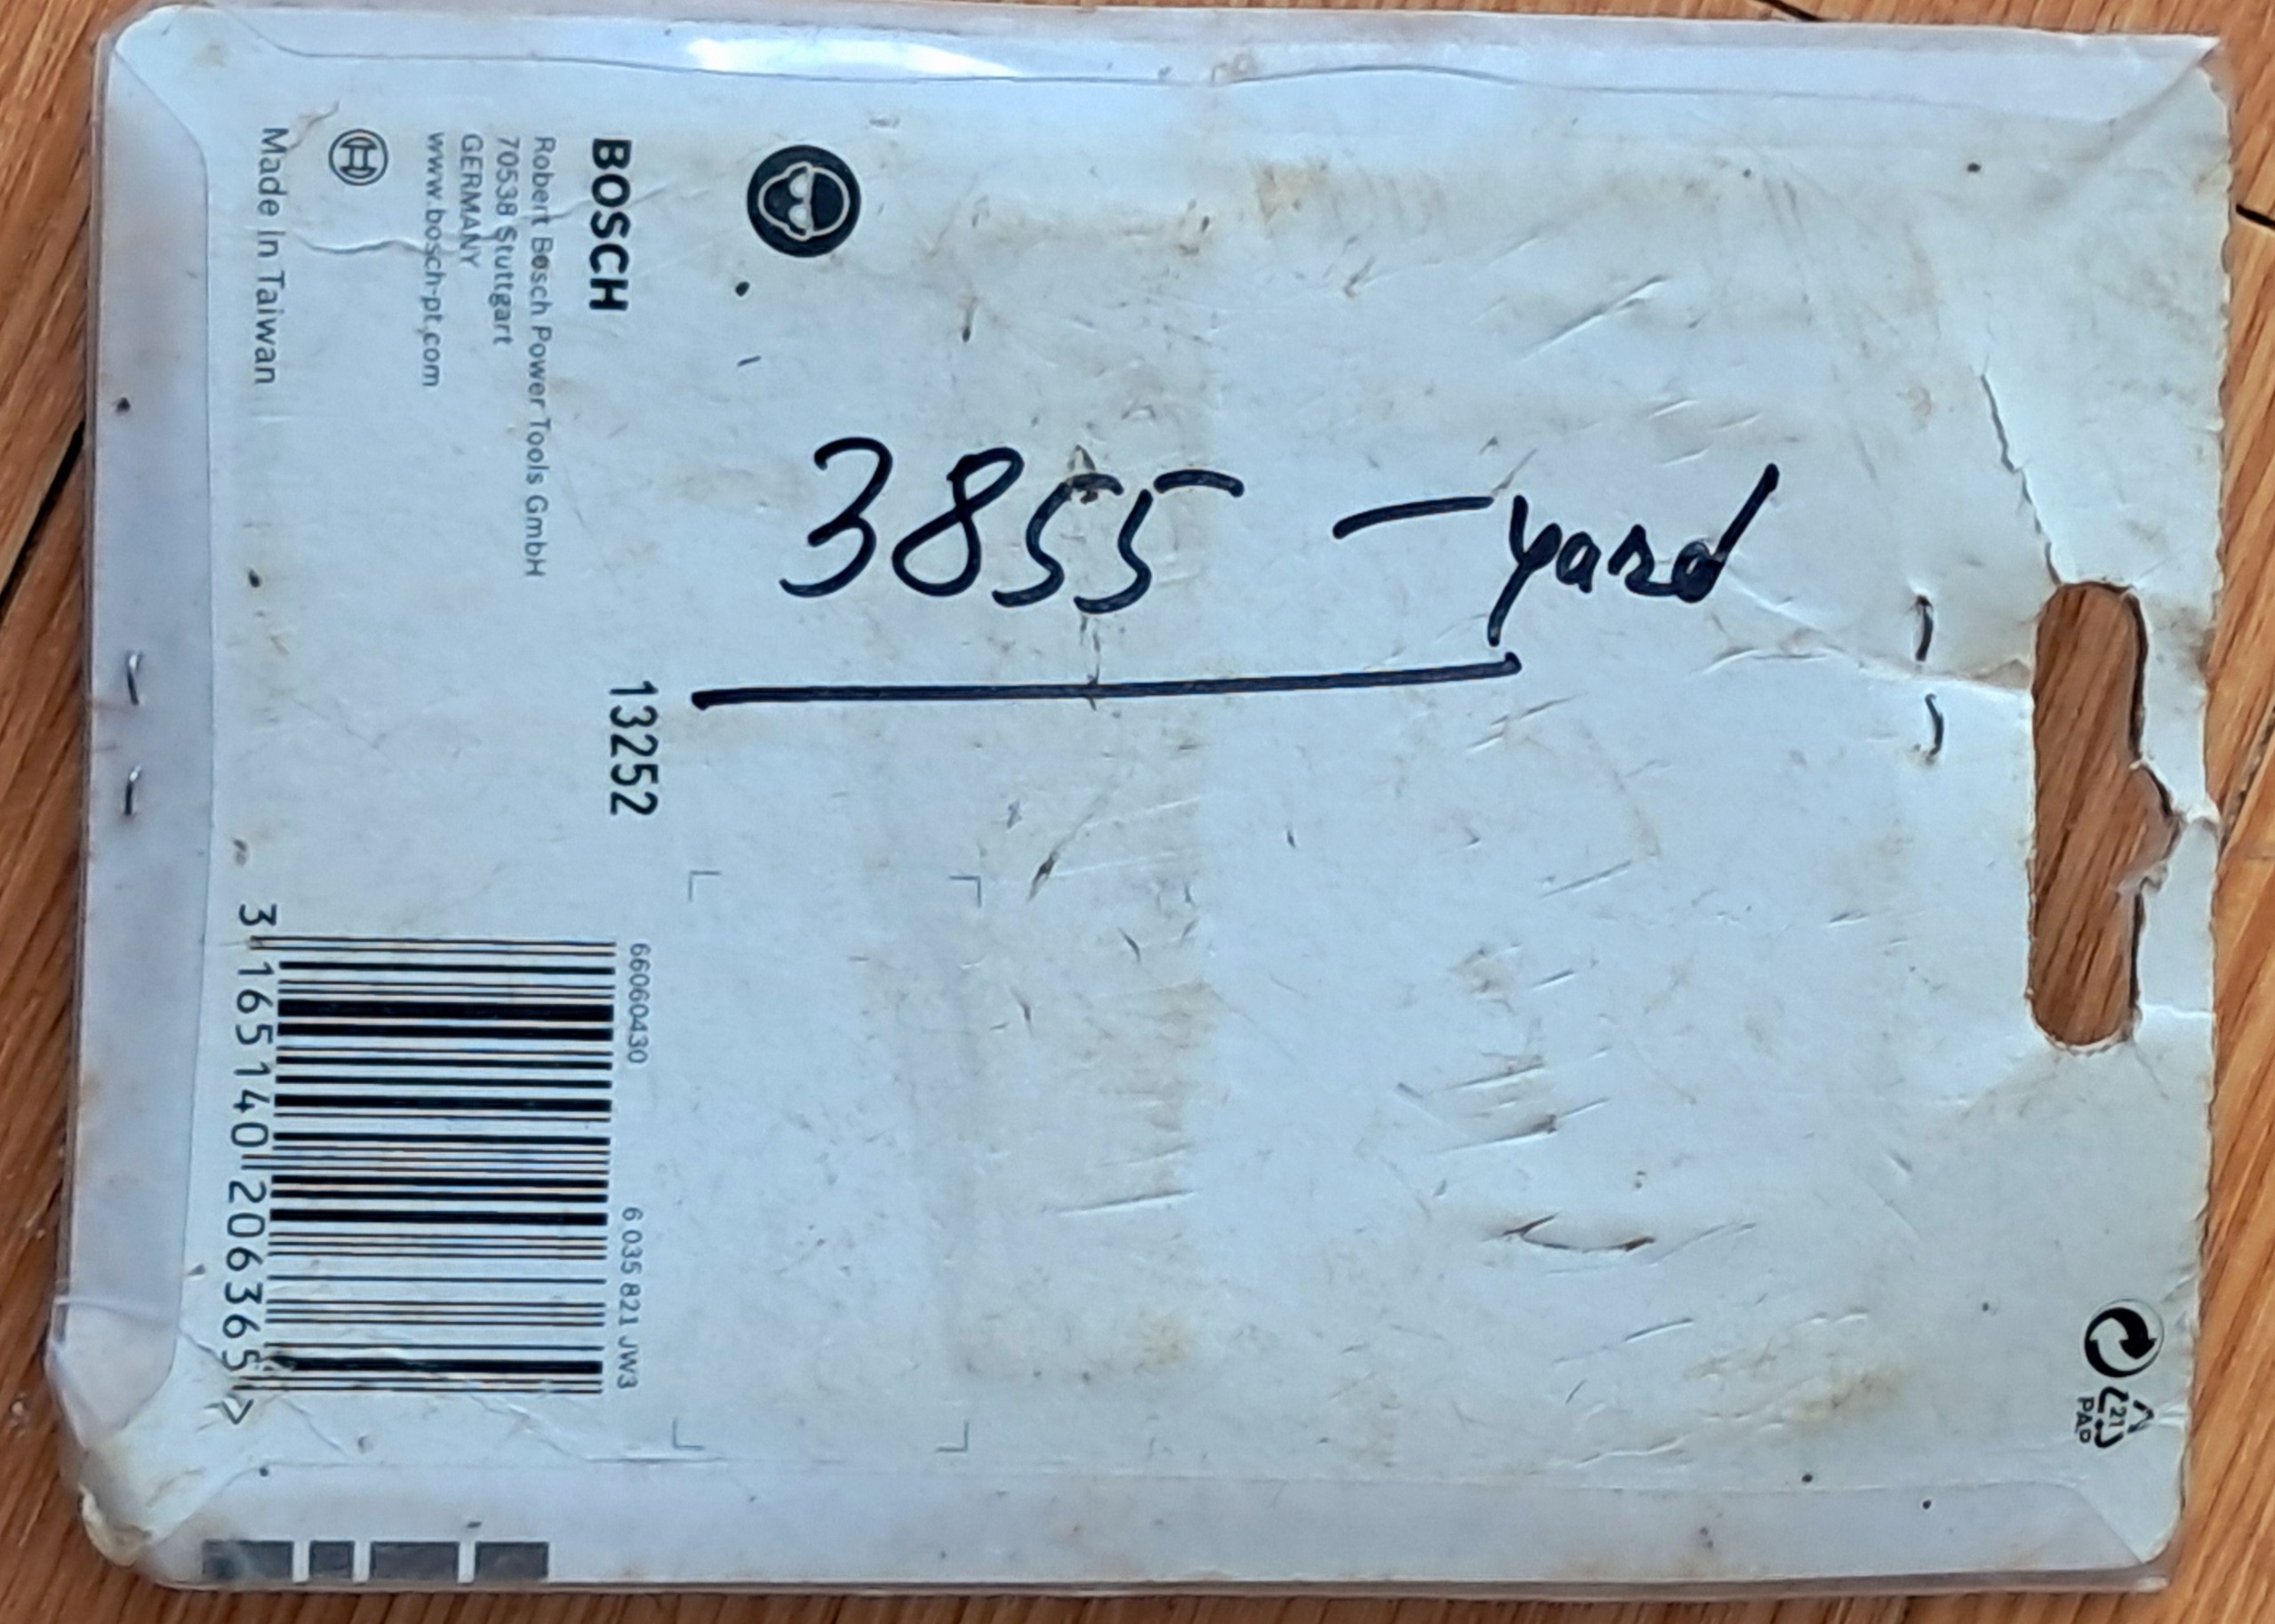 3855 — yard
BOSCH
Robert Bosch Power Tools GmbH
70538 Stuttgart
GERMANY
www.bosch-pt.com
Made in Taiwan
13252
66060430
6 035 821 JW3
3 165140 206365 >
21
PAP